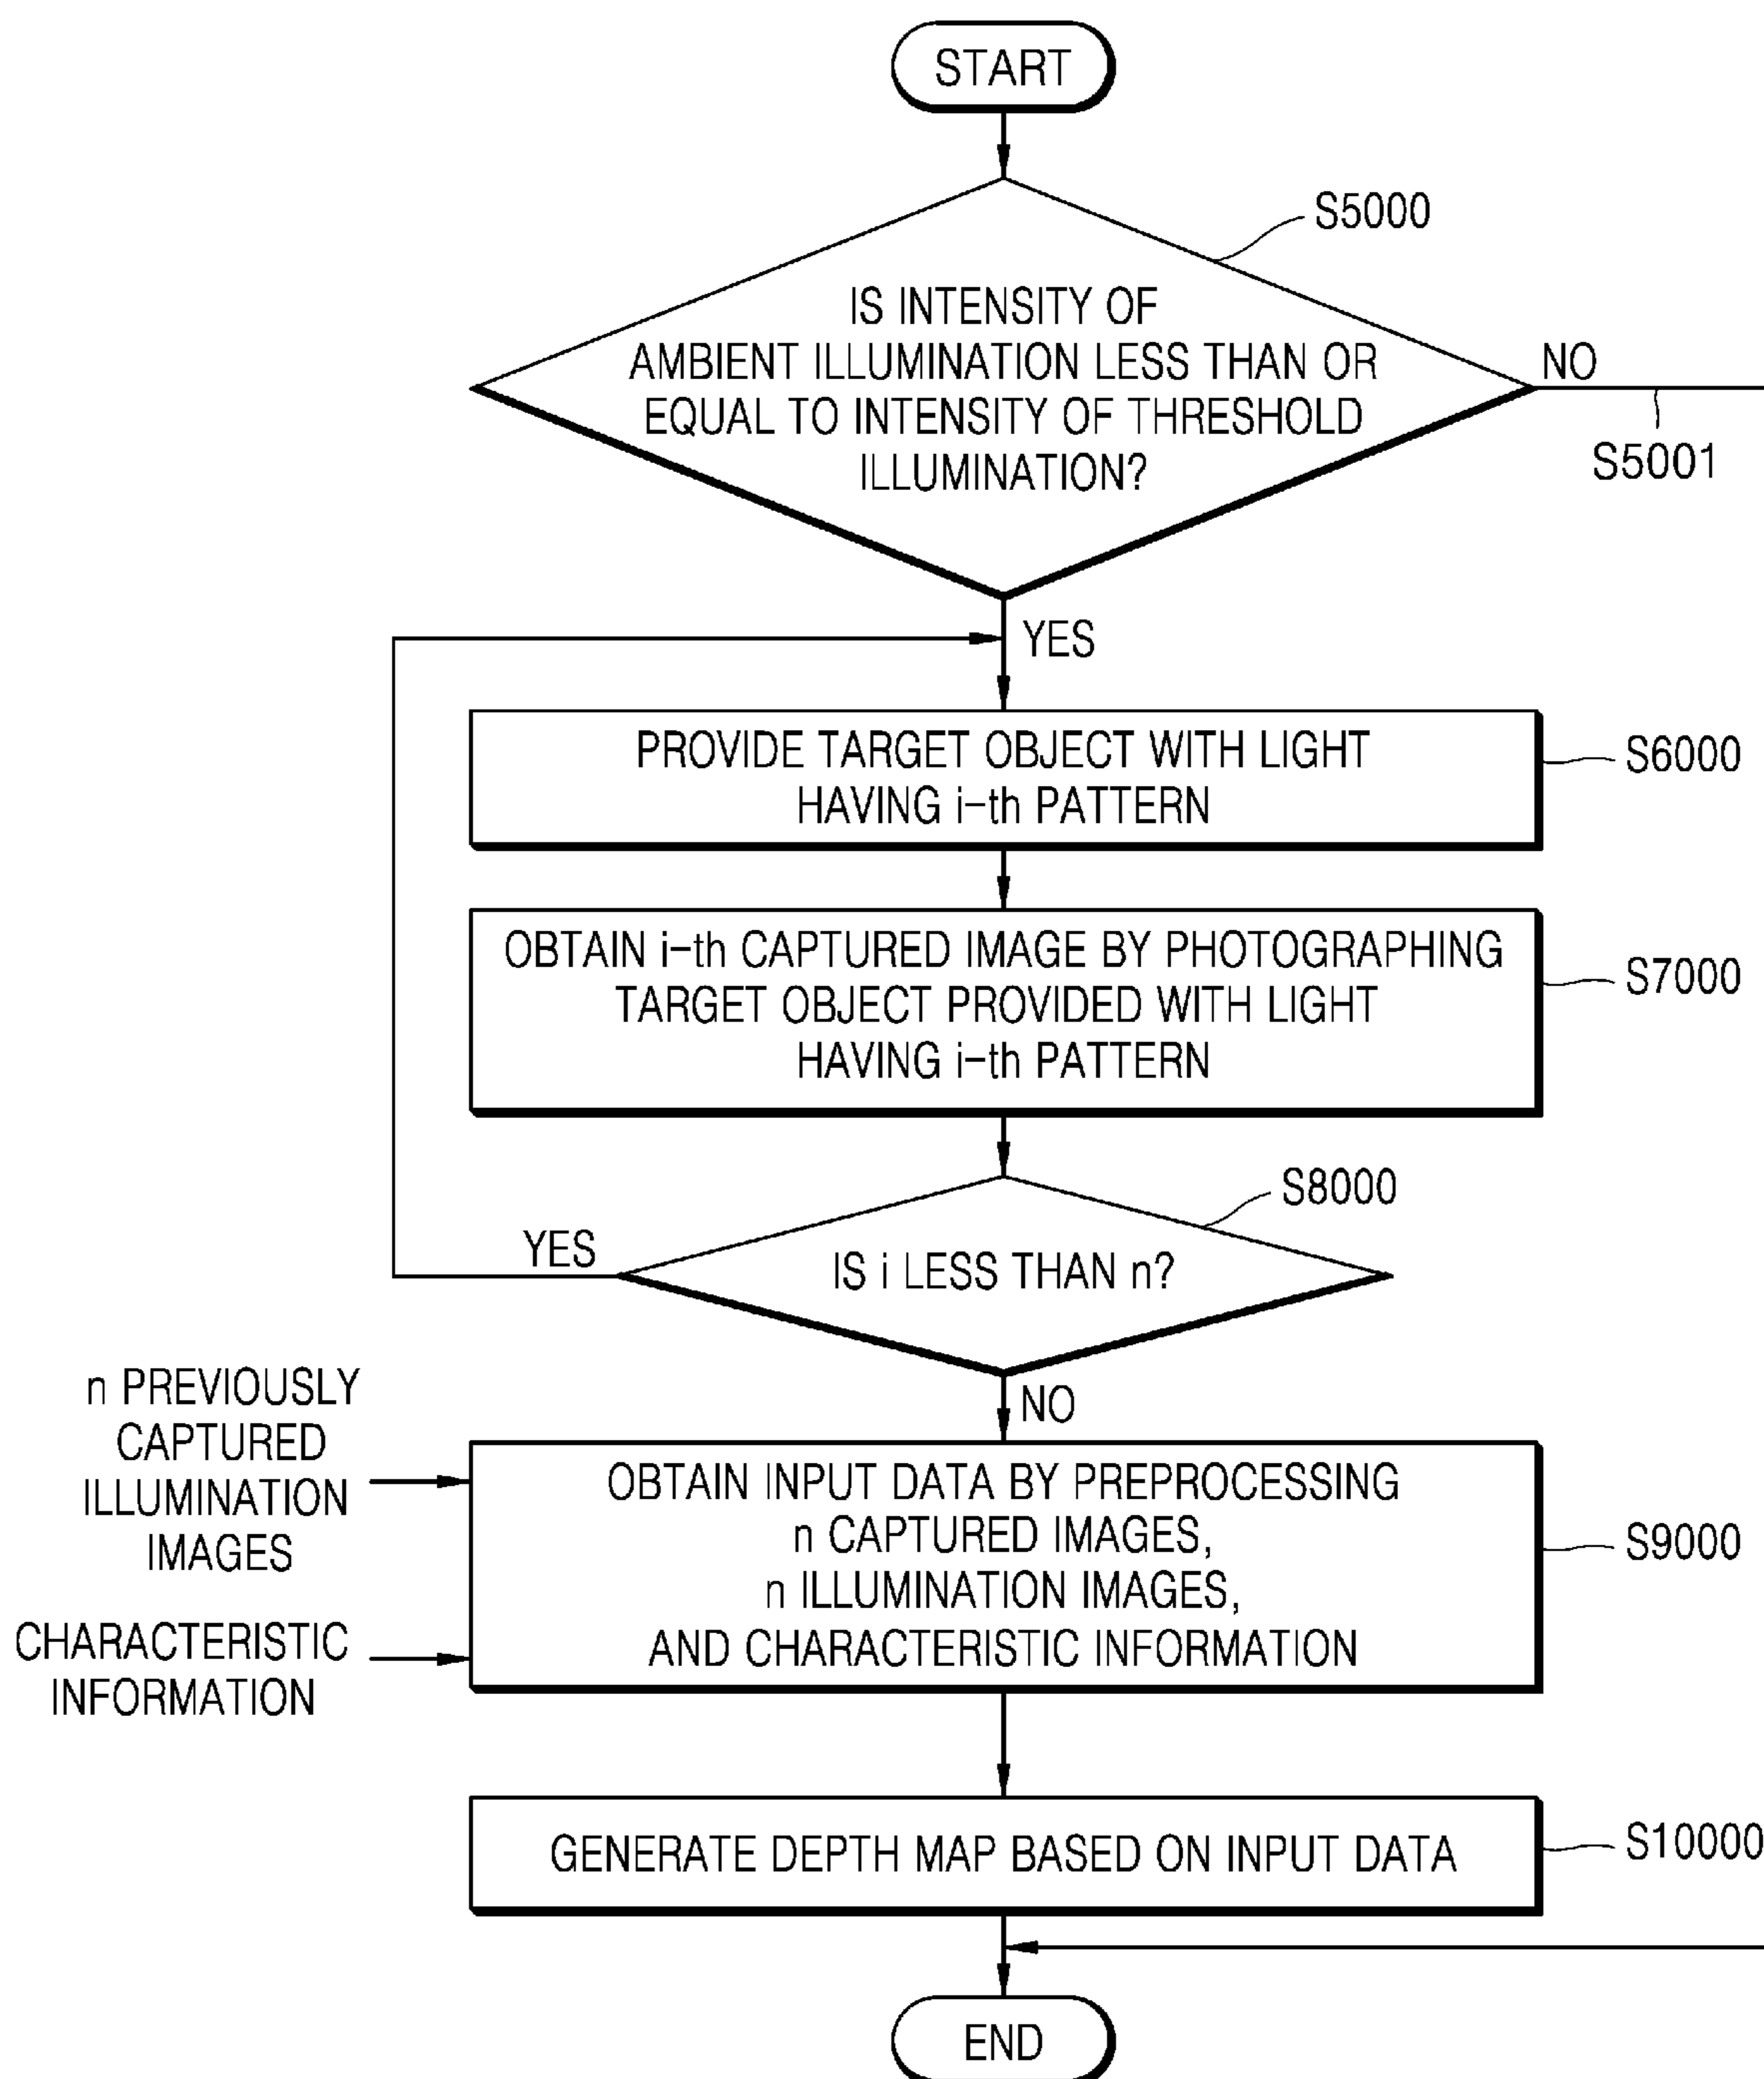 START
S5000
IS INTENSITY OF
AMBIENT ILLUMINATION LESS THAN OR
EQUAL TO INTENSITY OF THRESHOLD
ILLUMINATION?
NO
S5001
YES
PROVIDE TARGET OBJECT WITH LIGHT
HAVING i-th PATTERN
S6000
OBTAIN i-th CAPTURED IMAGE BY PHOTOGRAPHING
TARGET OBJECT PROVIDED WITH LIGHT
HAVING i-th PATTERN
S7000
S8000
YES
IS i LESS THAN n?
NO
n PREVIOUSLY
CAPTURED
ILLUMINATION
IMAGES
CHARACTERISTIC
INFORMATION
OBTAIN INPUT DATA BY PREPROCESSING
n CAPTURED IMAGES,
n ILLUMINATION IMAGES,
AND CHARACTERISTIC INFORMATION
S9000
GENERATE DEPTH MAP BASED ON INPUT DATA
S10000
END